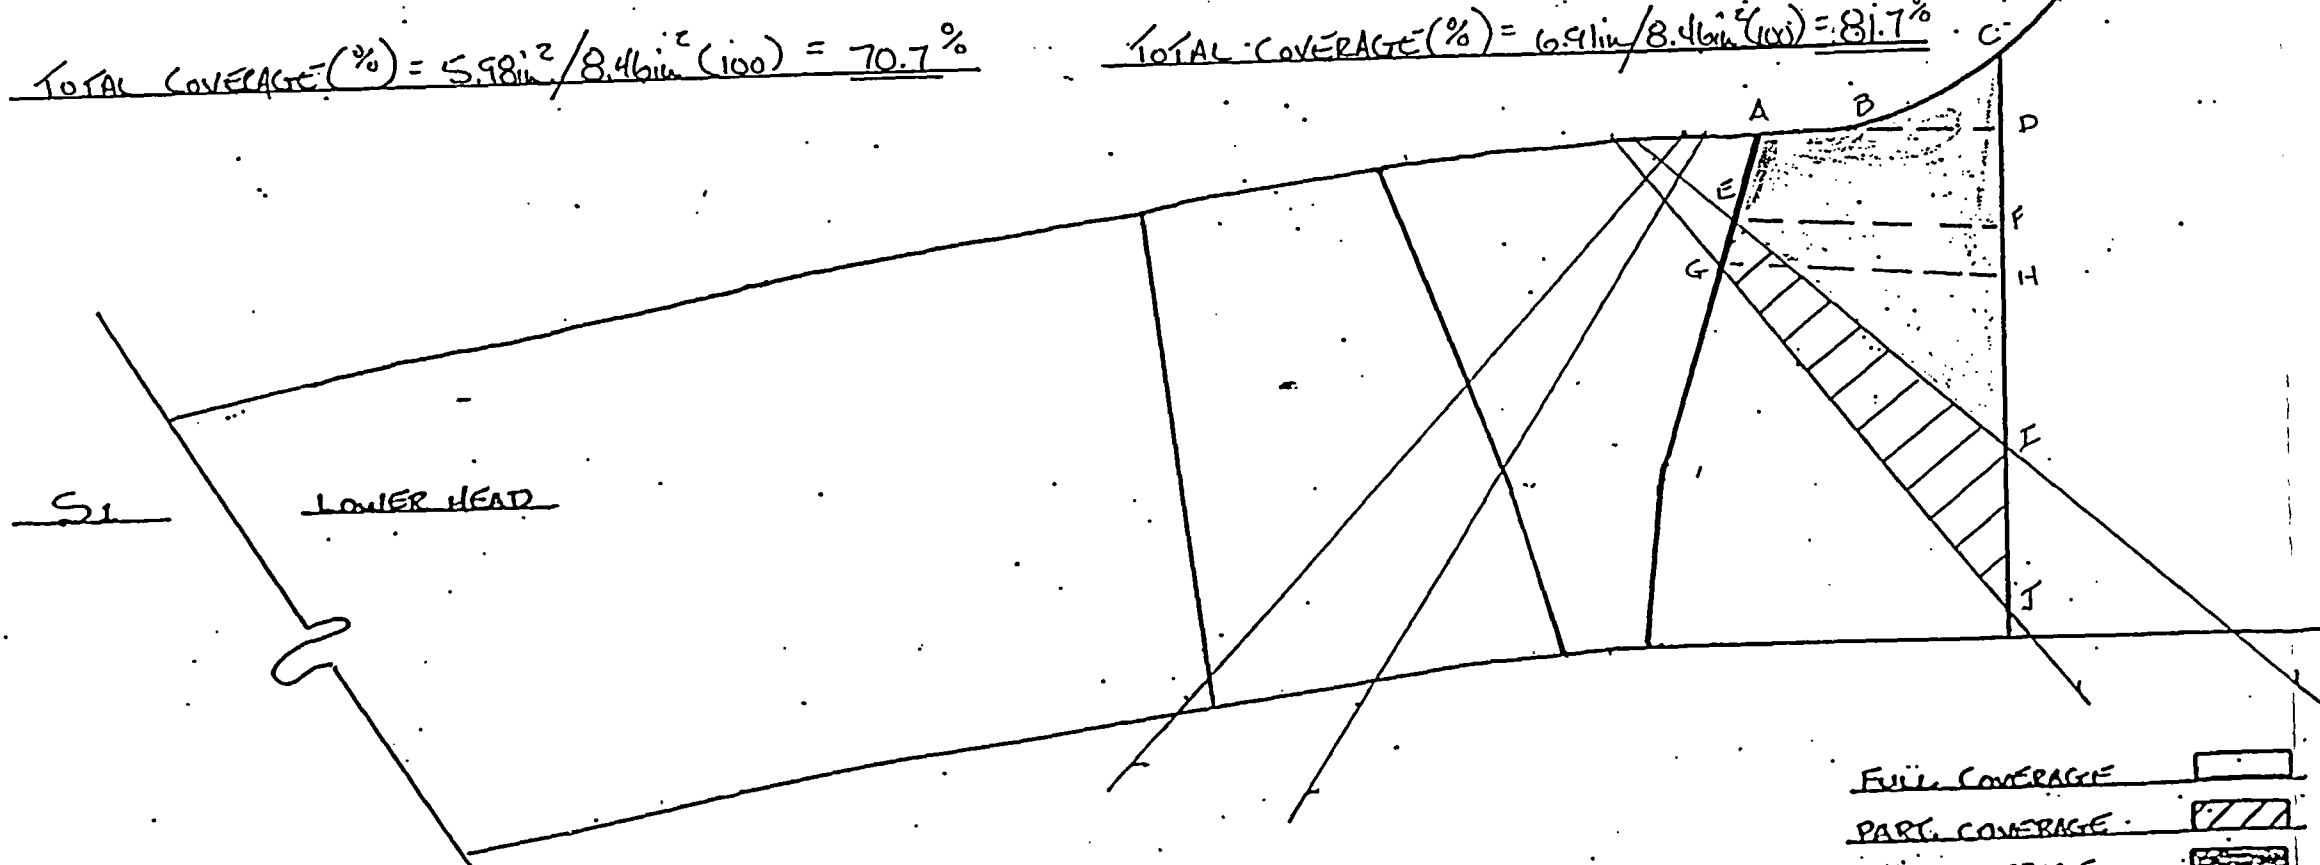 TOTAL COVERAGE (%) = 5.98in²/8.46in² (100) = 70.7%
TOTAL COVERAGE (%) = 6.91in/8.46in² (100) = 81.7%
C
A
B
D
E
F
G
H
I
J
S1
LOWER HEAD
FULL COVERAGE
PART. COVERAGE